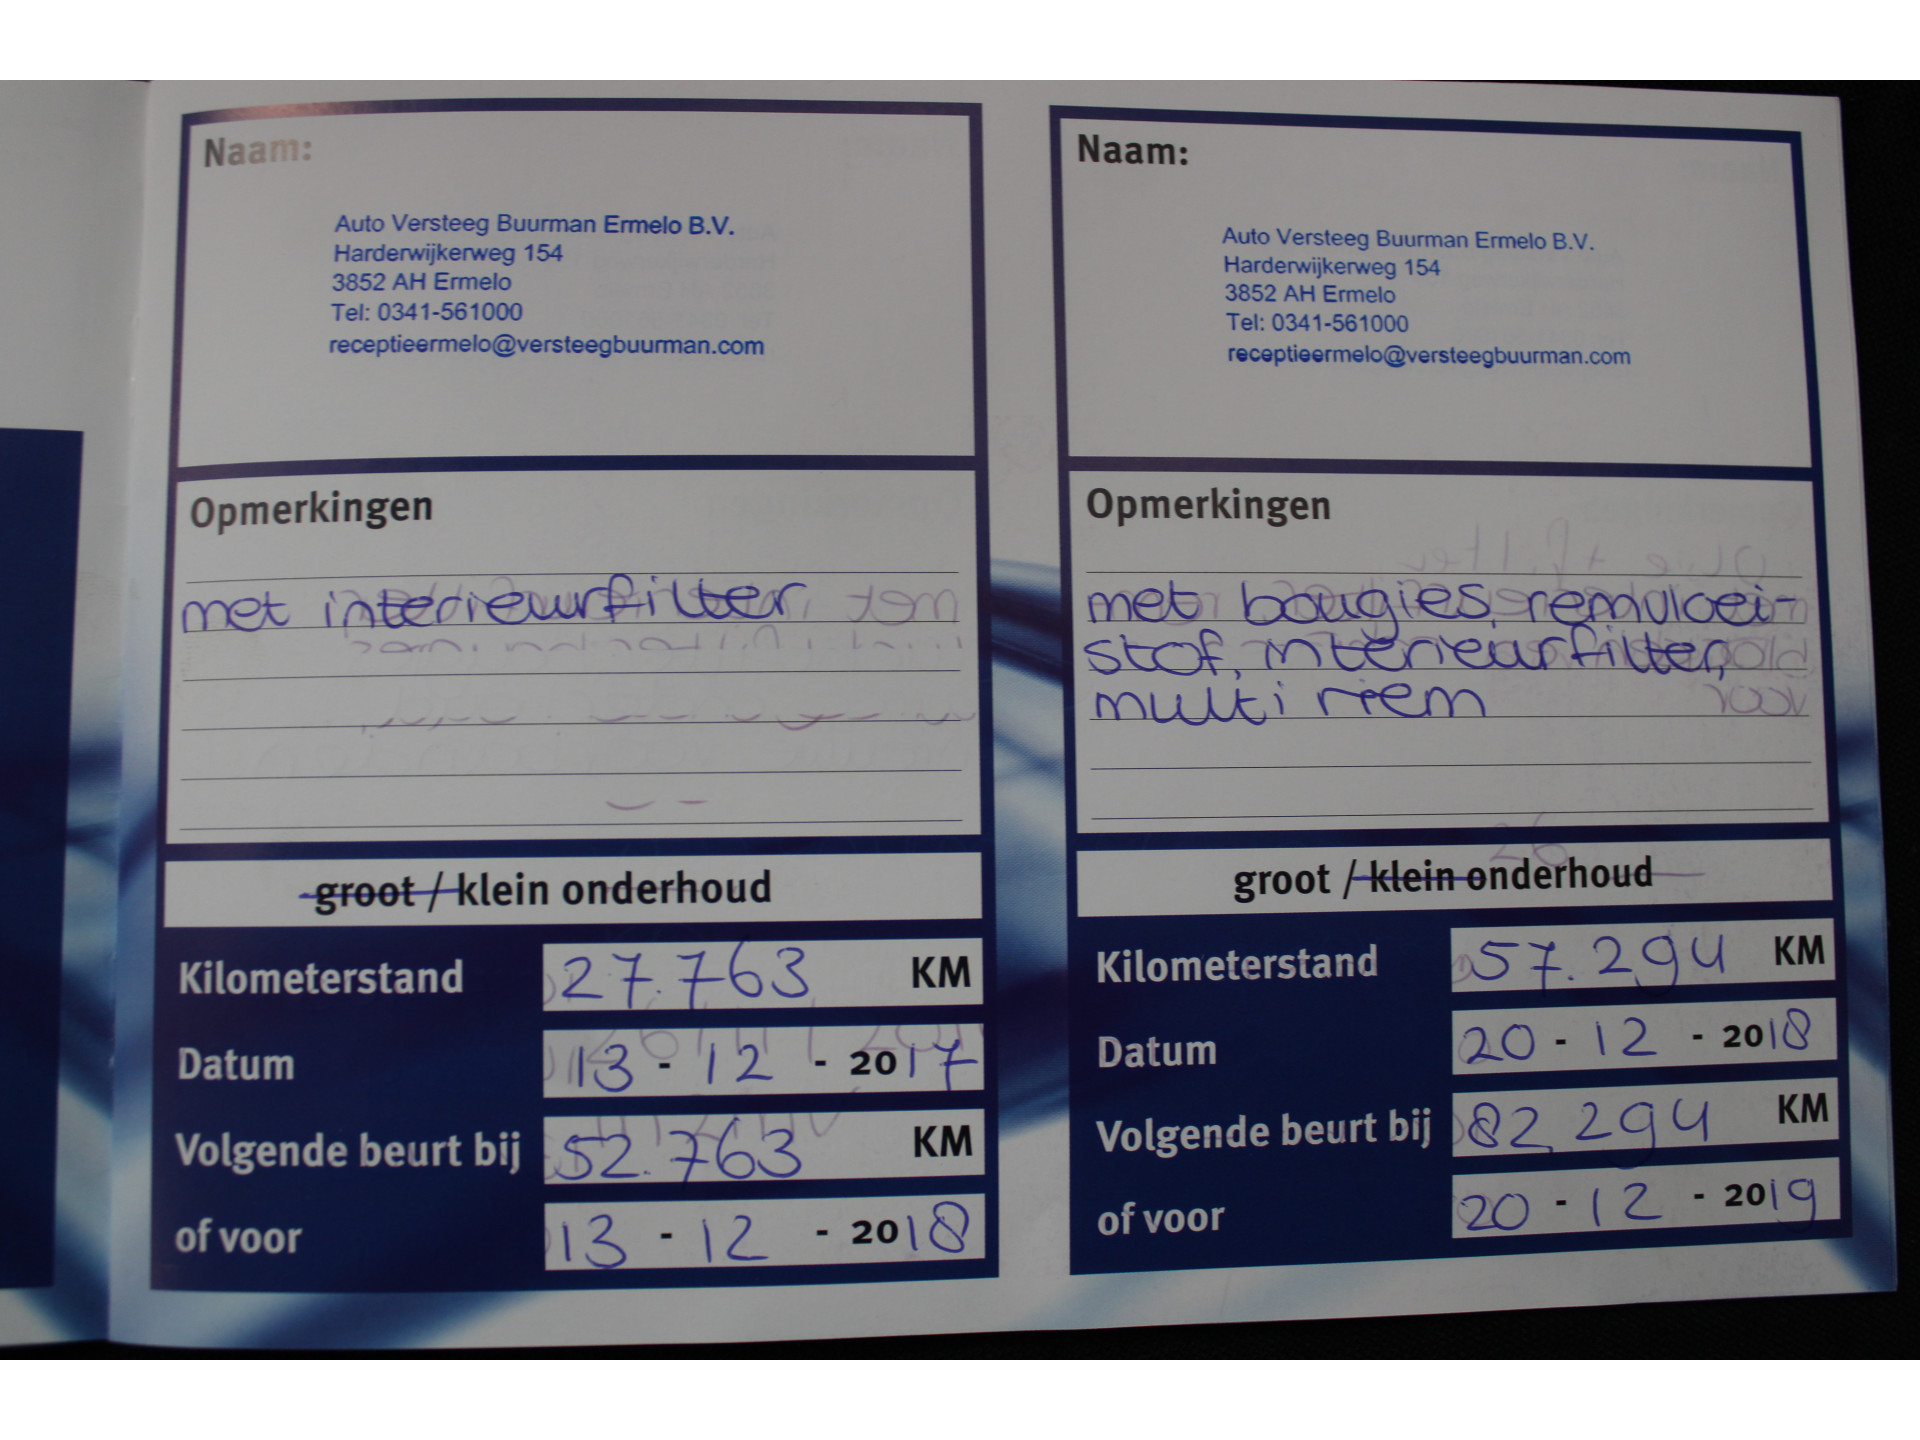 Naam:
Auto Versteeg Buurman Ermelo B.V.
Harderwijkerweg 154
3852 AH Ermelo
Tel: 0341-561000
receptieermelo@versteegbuurman.com
Opmerkingen
met interieurfilter
groot / klein onderhoud
Kilometerstand 27.763 KM
Datum 13 - 12 - 2017
Volgende beurt bij 52.763 KM
of voor 13 - 12 - 2018
Naam:
Auto Versteeg Buurman Ermelo B.V.
Harderwijkerweg 154
3852 AH Ermelo
Tel: 0341-561000
receptieermelo@versteegbuurman.com
Opmerkingen
met bougies, remvloei-
stof, interieurfilter,
multi riem
groot / klein onderhoud
Kilometerstand 57.294 KM
Datum 20 - 12 - 2018
Volgende beurt bij 82.294 KM
of voor 20 - 12 - 2019